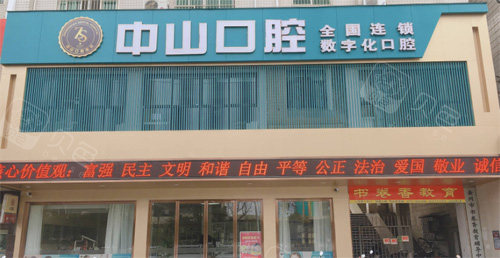 中山口腔
全国连锁
数字化口腔
心价值观：富强 民主 文明 和谐 自由 平等 公正 法治 爱国 敬业 诚信
书卷香教育